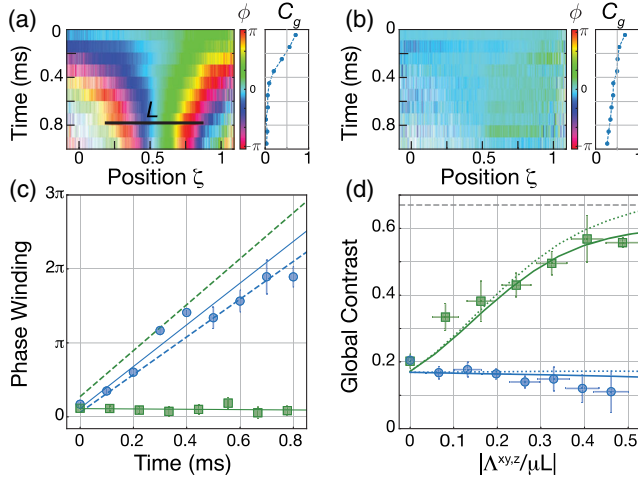 (a)
ϕ
π
−π
C_g
Time (ms)
0
0.4
0.8
L
0
0.5
1
Position ζ
0
1
(b)
ϕ
π
−π
C_g
Time (ms)
0
0.4
0.8
0
0.5
1
Position ζ
0
1
(c)
Phase Winding
3π
2π
π
0
0
0.2
0.4
0.6
0.8
Time (ms)
(d)
Global Contrast
0.6
0.4
0.2
0
0
0.1
0.2
0.3
0.4
0.5
|Λ^{xy,z}/μL|